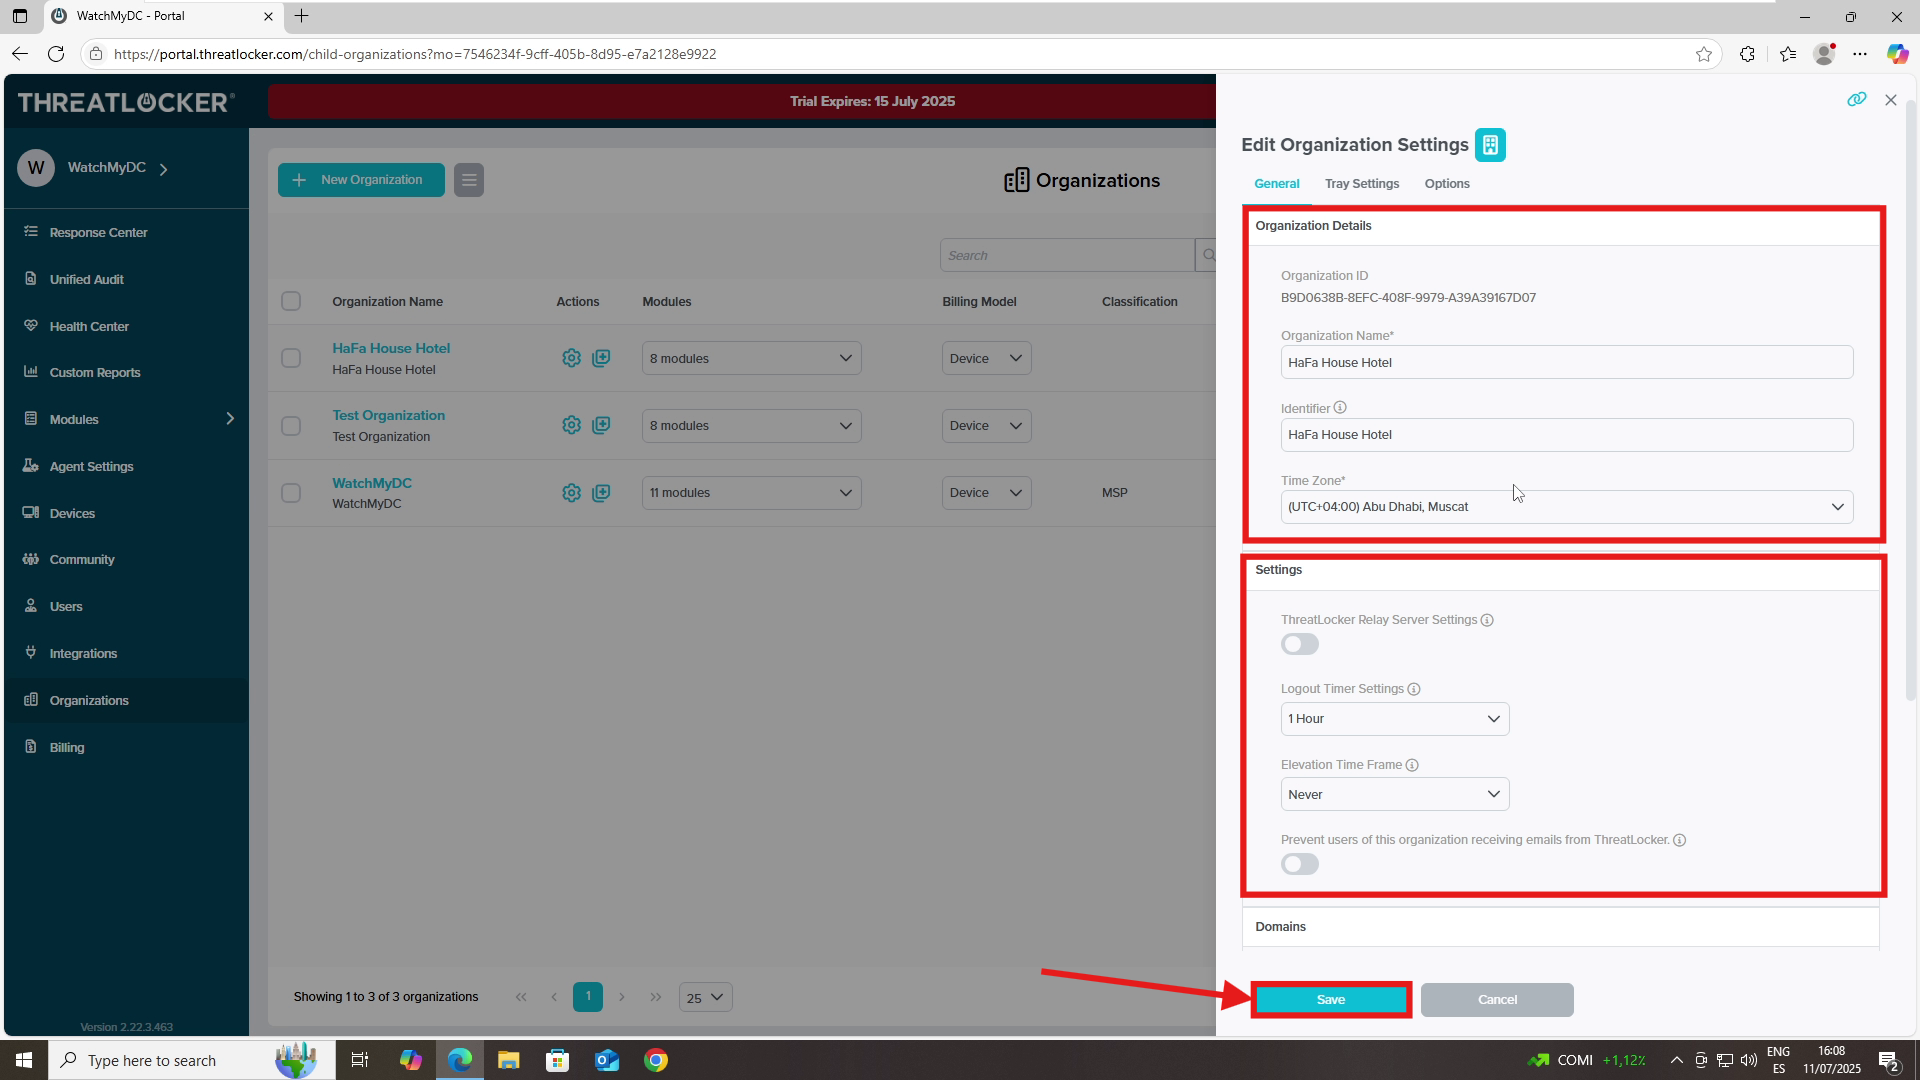 WatchMyDC - Portal
https://portal.threatlocker.com/child-organizations?mo=7546234f-9cff-405b-8d95-e7a2128e9922
THREATLOCKER®
Trial Expires: 15 July 2025
W WatchMyDC
Response Center
Unified Audit
Health Center
Custom Reports
Modules
Agent Settings
Devices
Community
Users
Integrations
Organizations
Billing
Version 2.22.3.463
New Organization
Organizations
Search
Organization Name Actions Modules Billing Model Classification
HaFa House Hotel
HaFa House Hotel
8 modules Device
Test Organization
Test Organization
8 modules Device
WatchMyDC
WatchMyDC
11 modules Device MSP
Showing 1 to 3 of 3 organizations
1
25
Edit Organization Settings
General Tray Settings Options
Organization Details
Organization ID
B9D0638B-8EFC-408F-9979-A39A39167D07
Organization Name*
HaFa House Hotel
Identifier
HaFa House Hotel
Time Zone*
(UTC+04:00) Abu Dhabi, Muscat
Settings
ThreatLocker Relay Server Settings
Logout Timer Settings
1 Hour
Elevation Time Frame
Never
Prevent users of this organization receiving emails from ThreatLocker.
Domains
Save Cancel
Type here to search
COMI +1,12%
ENG
ES
16:08
11/07/2025
2